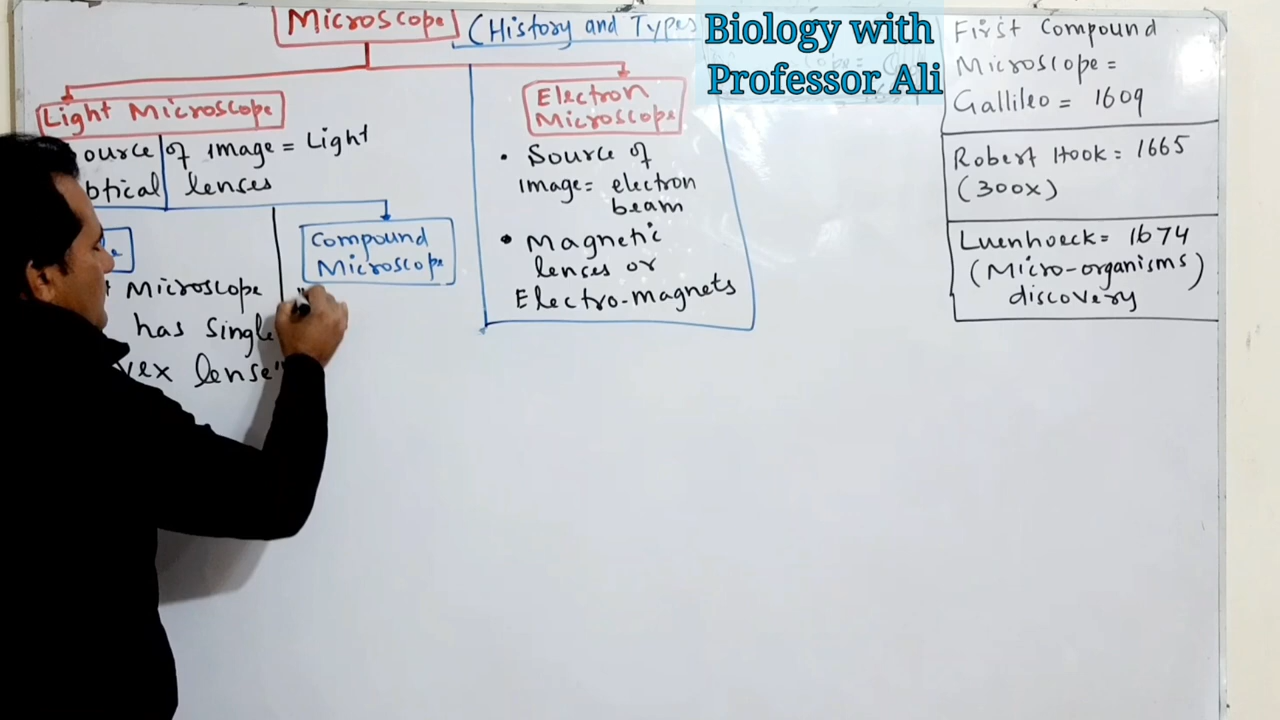 Microscope (History and Types
Biology with
Professor Ali
Light Microscope
ource of image = Light
ptical lenses
Compound
Microscope
Microscope
has Single
vex lense"
Electron
Microscope
• Source of
image= electron
beam
• Magnetic
lenses or
Electro-magnets
First Compound
Microscope =
Gallileo = 1609
Robert Hook = 1665
(300x)
Luenhoeck = 1674
(Micro-organisms)
discovery